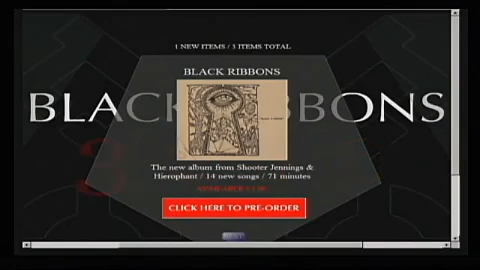 1 NEW ITEMS / 3 ITEMS TOTAL
BLACK RIBBONS
BLACK RIBBONS
The new album from Shooter Jennings &
Hierophant / 14 new songs / 71 minutes
CLICK HERE TO PRE-ORDER